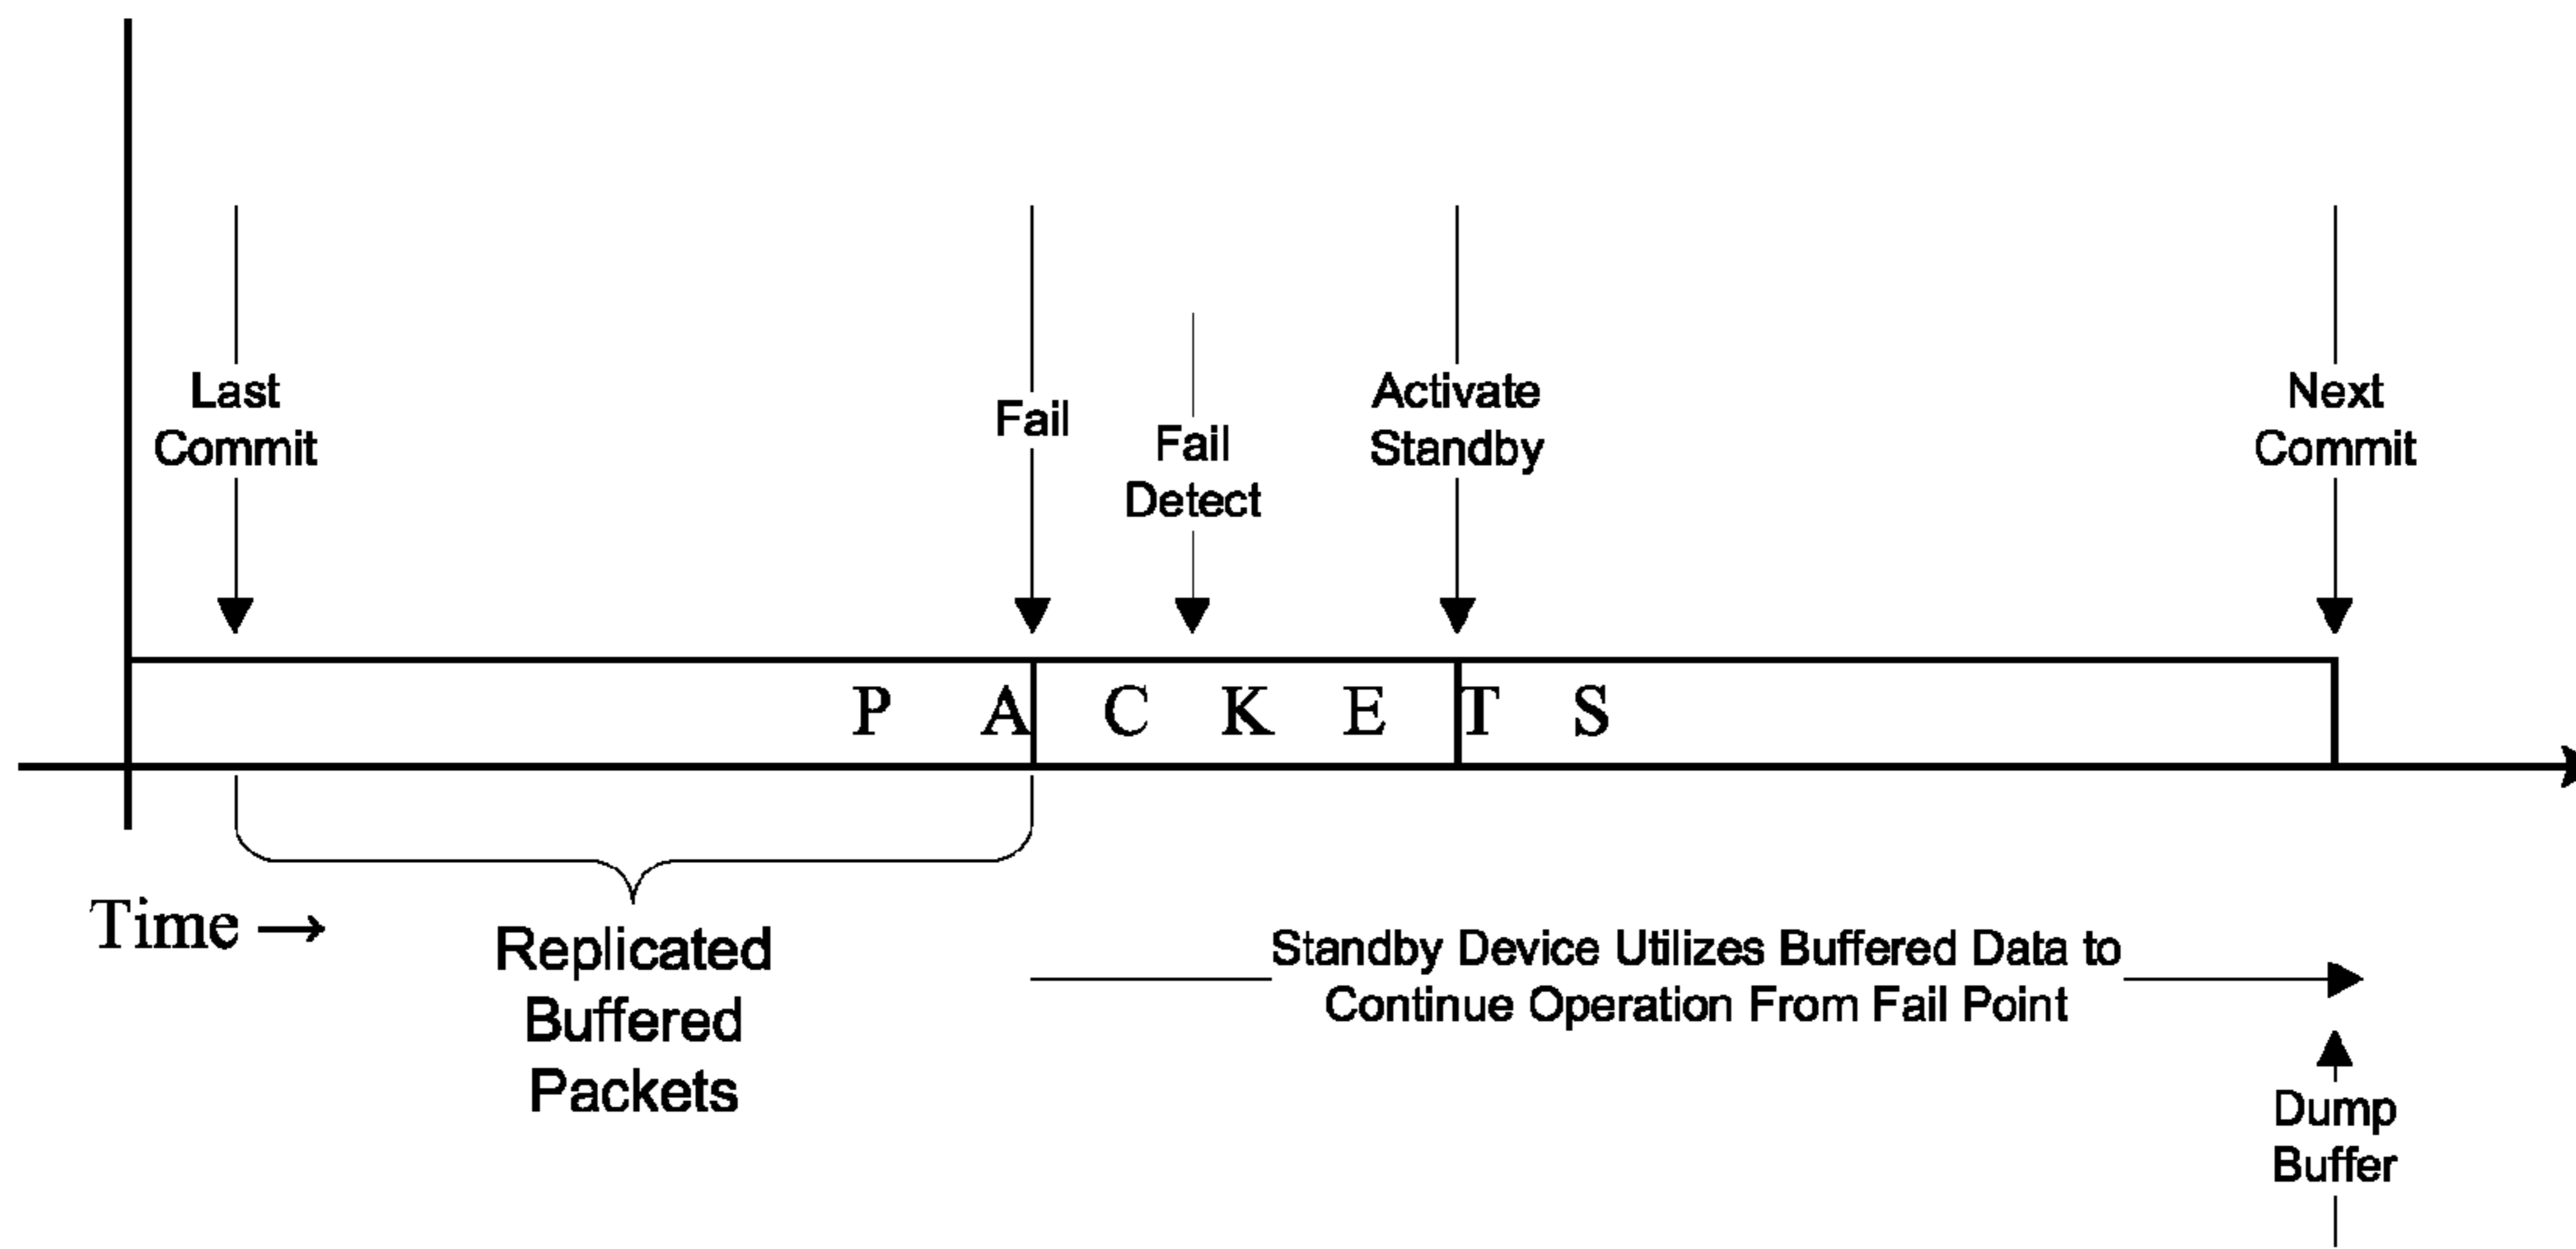 Last
Commit
Fail
Fail
Detect
Activate
Standby
Next
Commit
P A C K E T S
Time →
Replicated
Buffered
Packets
Standby Device Utilizes Buffered Data to
Continue Operation From Fail Point
Dump
Buffer